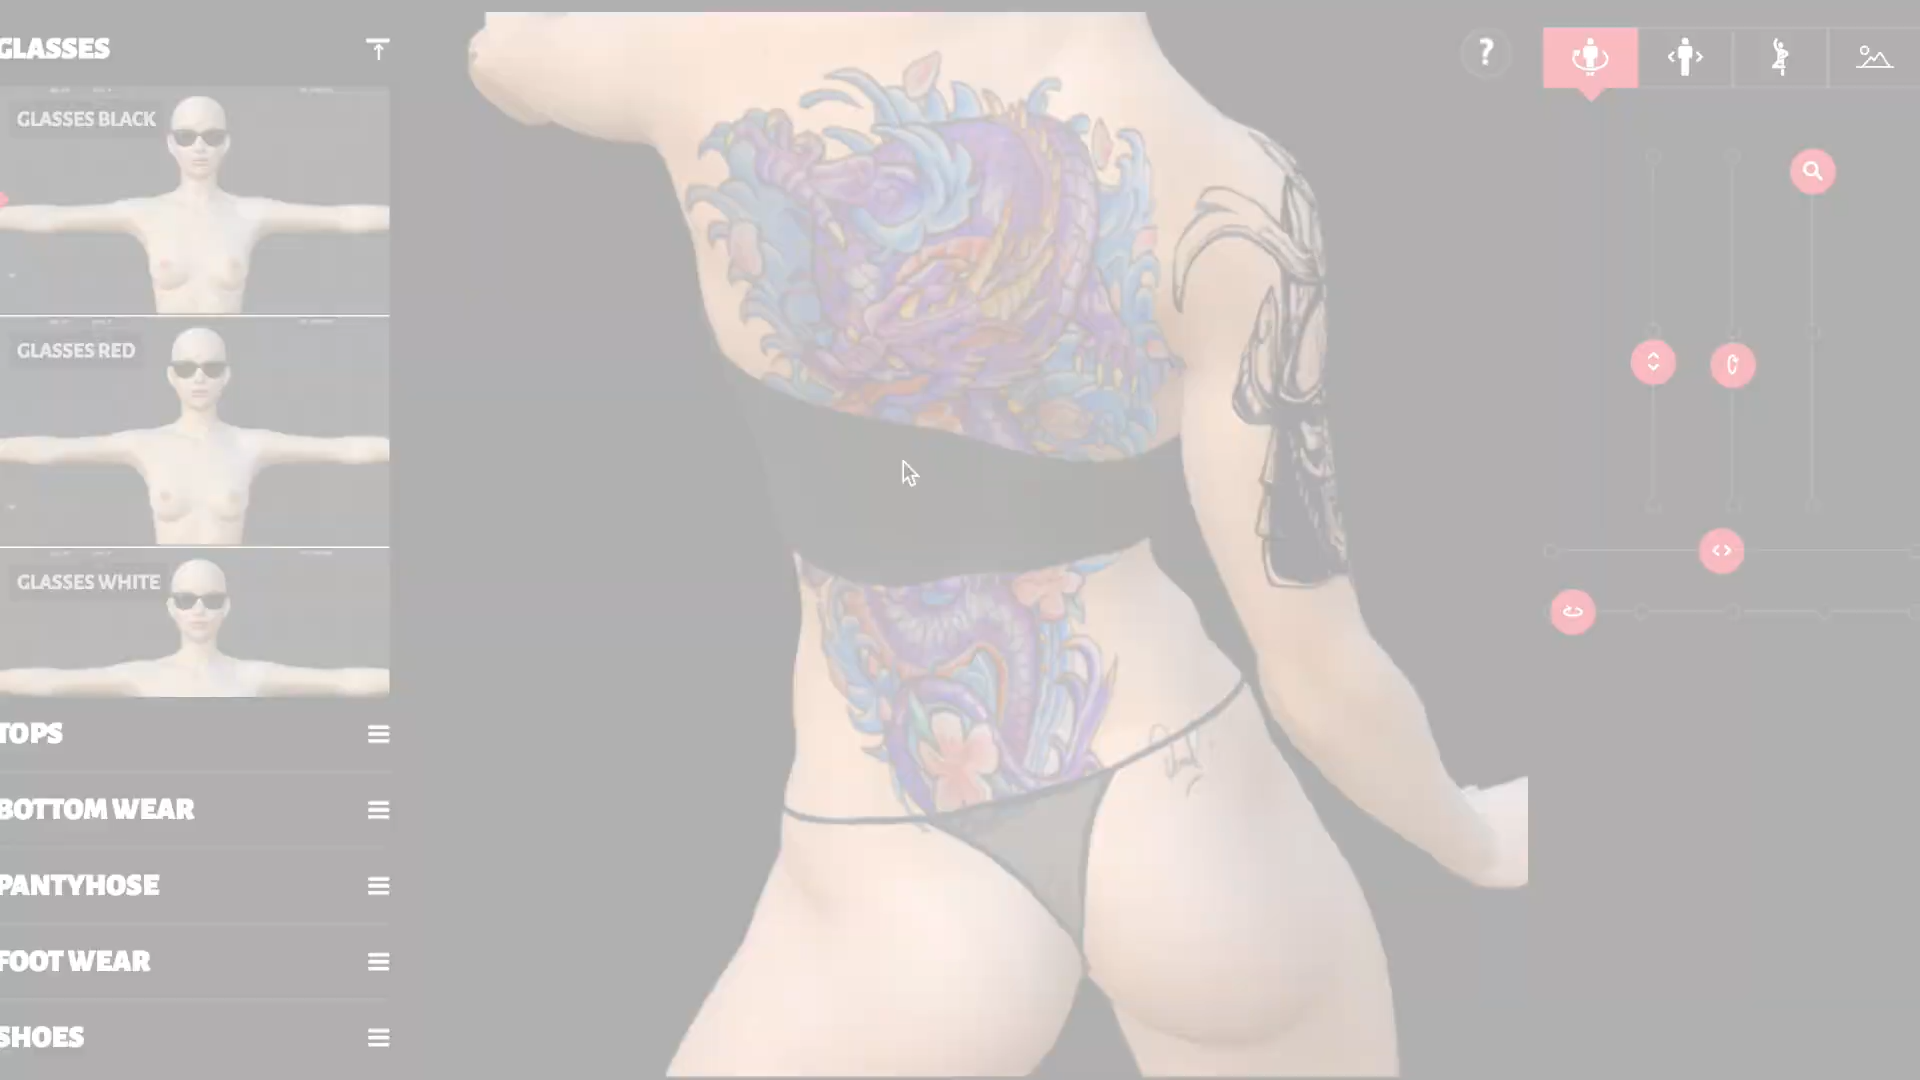 GLASSES
GLASSES BLACK
GLASSES RED
GLASSES WHITE
TOPS
BOTTOM WEAR
PANTYHOSE
FOOT WEAR
SHOES
?